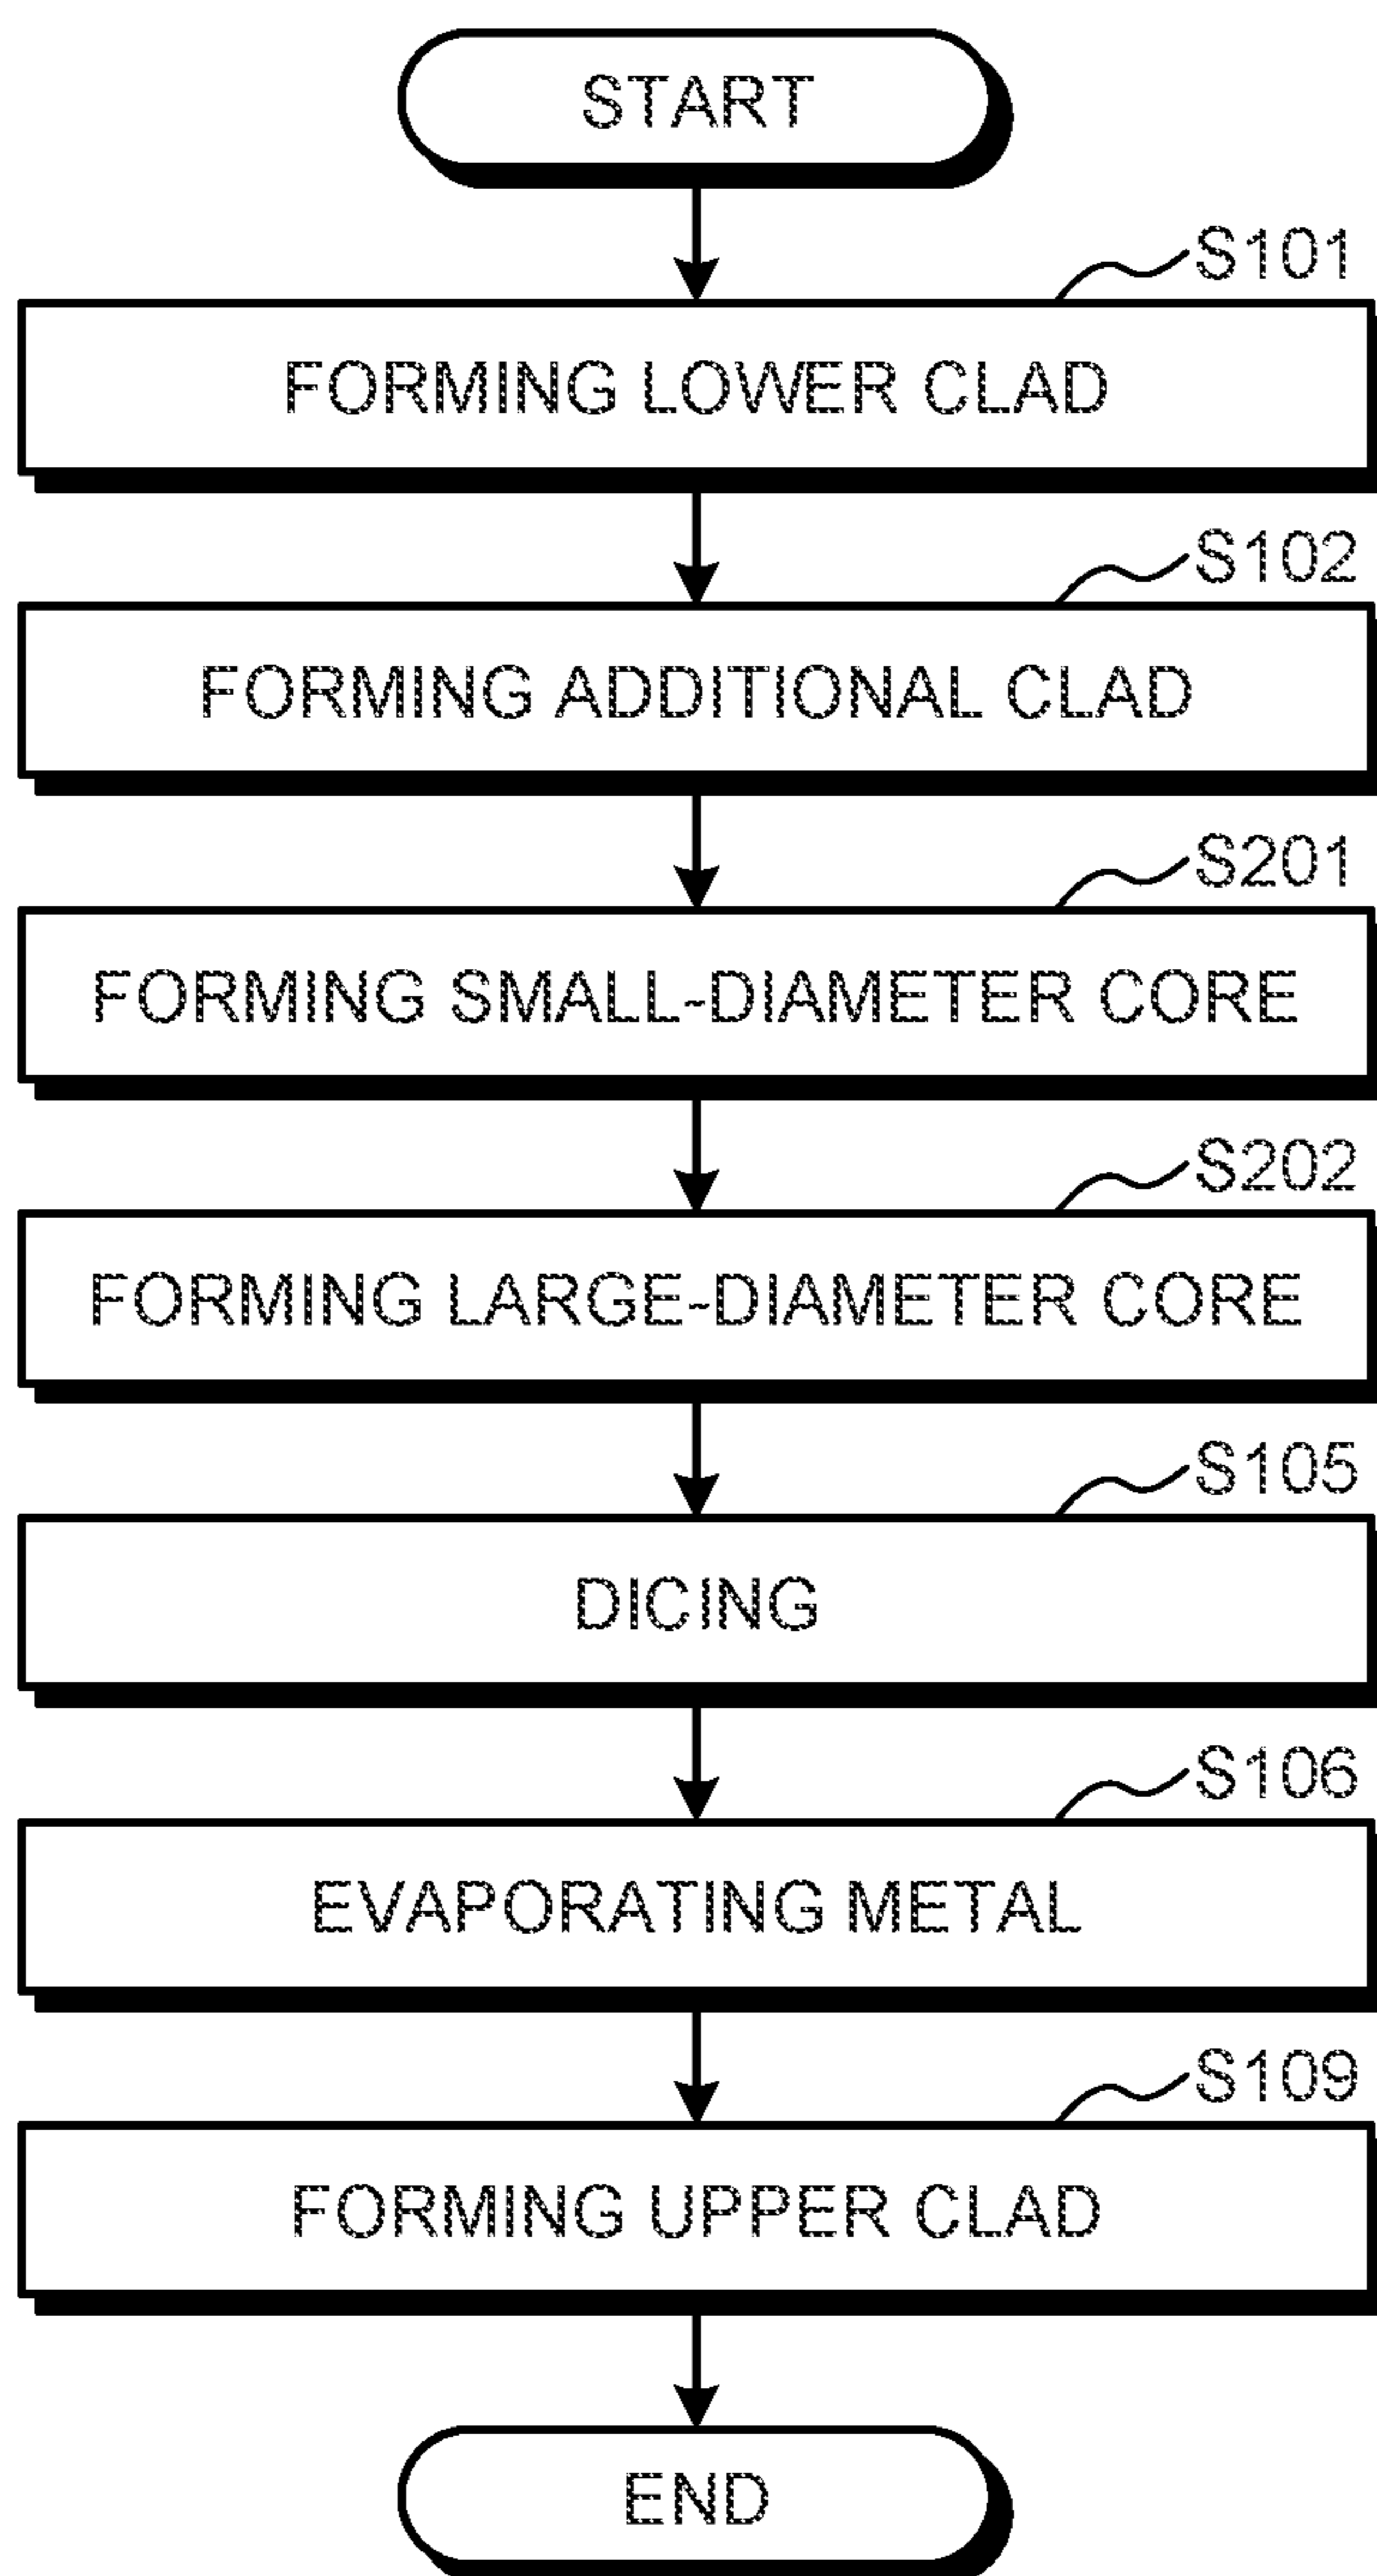 START
S101
FORMING LOWER CLAD
S102
FORMING ADDITIONAL CLAD
S201
FORMING SMALL-DIAMETER CORE
S202
FORMING LARGE-DIAMETER CORE
S105
DICING
S106
EVAPORATING METAL
S109
FORMING UPPER CLAD
END